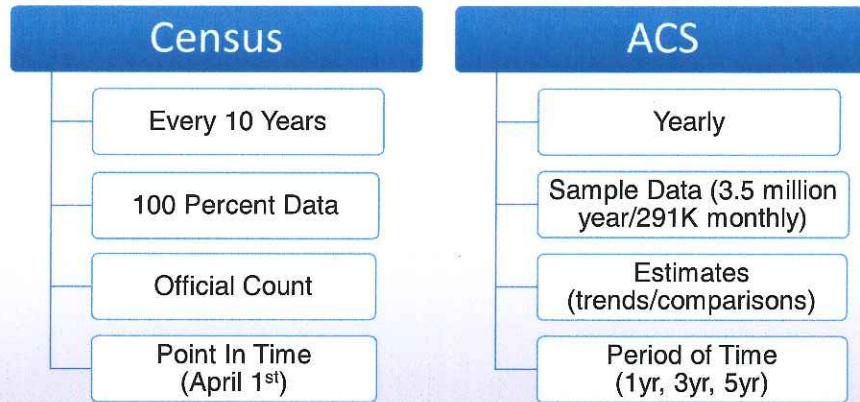 Census
Every 10 Years
100 Percent Data
Official Count
Point In Time
(April 1st)
ACS
Yearly
Sample Data (3.5 million
year/291K monthly)
Estimates
(trends/comparisons)
Period of Time
(1yr, 3yr, 5yr)